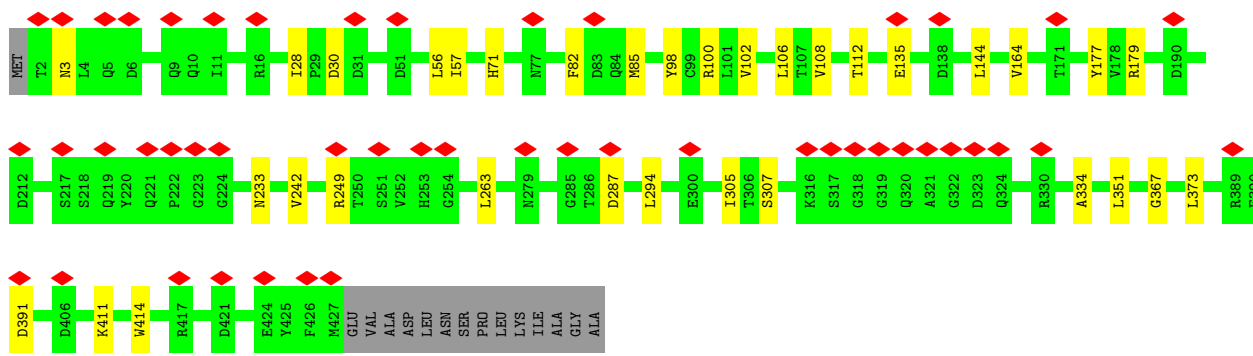 MET T2 N3 L4 Q5 D6 Q9 Q10 I11 R16 I28 P29 D30 D31 D51 L56 I57 H71 N77 F82 D83 Q84 M85 Y98 C99 R100 L101 V102 L106 T107 V108 T112 E135 D138 L144 V164 T171 Y177 V178 R179 D190
D212 S217 S218 Q219 Y220 Q221 P222 G223 G224 N233 V242 R249 T250 S251 V252 H253 G254 L263 N279 G285 T286 D287 L294 E300 I305 T306 S307 K316 S317 G318 G319 Q320 A321 G322 D323 Q324 R330 A334 L351 G367 L373 R389
D391 D406 K411 W414 R417 D421 E424 Y425 F426 M427 GLU VAL ALA ASP LEU ASN SER PRO LEU LYS ILE ALA GLY ALA